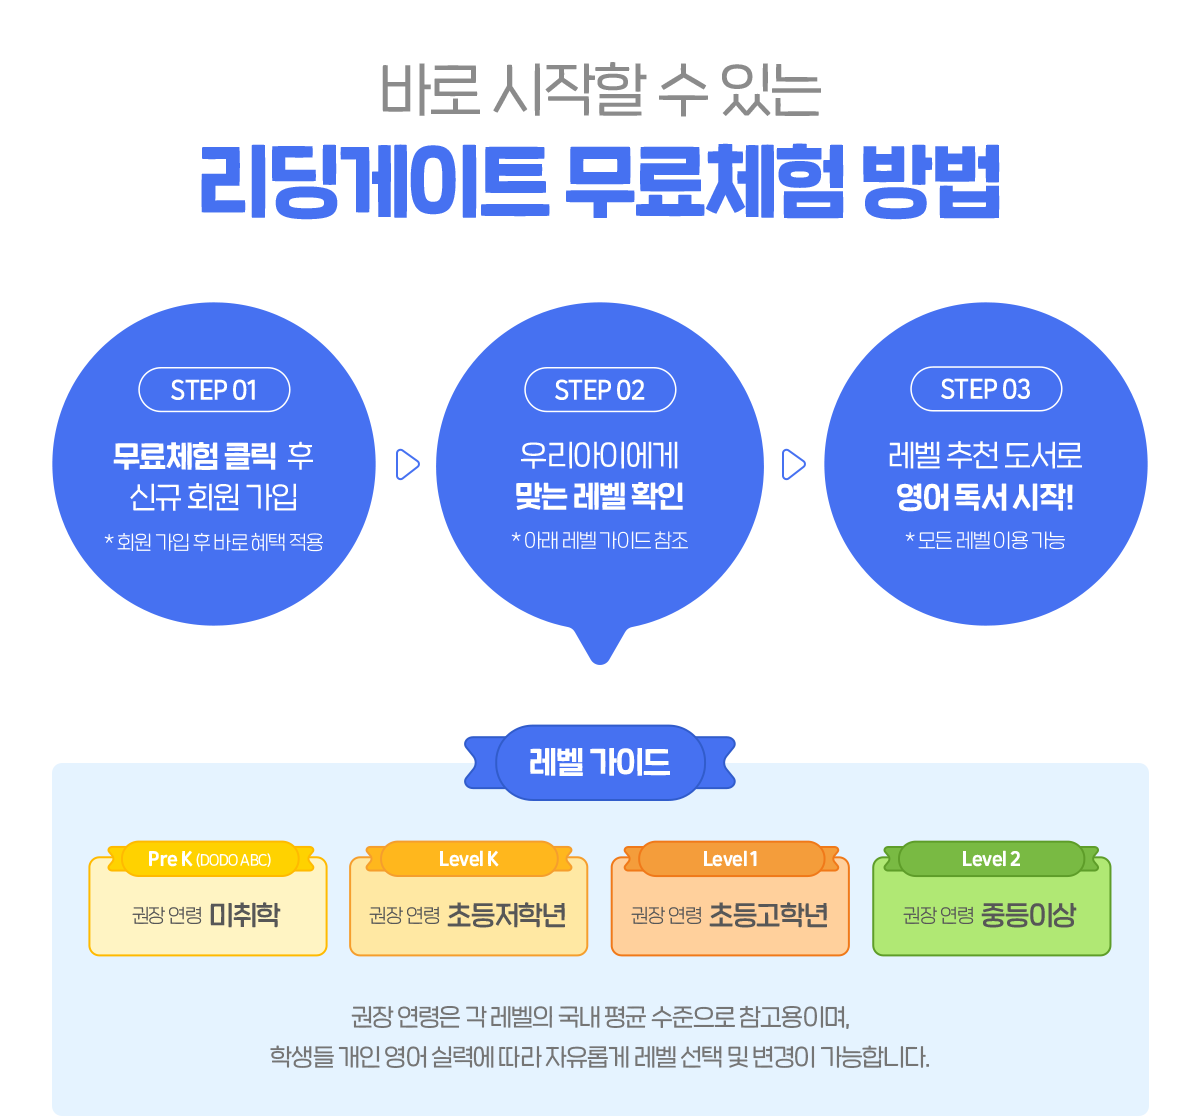 바로 시작할 수 있는
리딩게이트 무료체험 방법
STEP 01
무료체험 클릭 후
신규 회원 가입
* 회원 가입 후 바로 혜택 적용
STEP 02
우리아이에게
맞는 레벨 확인
* 아래 레벨 가이드 참조
STEP 03
레벨 추천 도서로
영어 독서 시작!
* 모든 레벨 이용 가능
레벨 가이드
Pre K (DODO ABC)
권장 연령 미취학
Level K
권장 연령 초등저학년
Level 1
권장 연령 초등고학년
Level 2
권장 연령 중등이상
권장 연령은 각 레벨의 국내 평균 수준으로 참고용이며,
학생들 개인 영어 실력에 따라 자유롭게 레벨 선택 및 변경이 가능합니다.